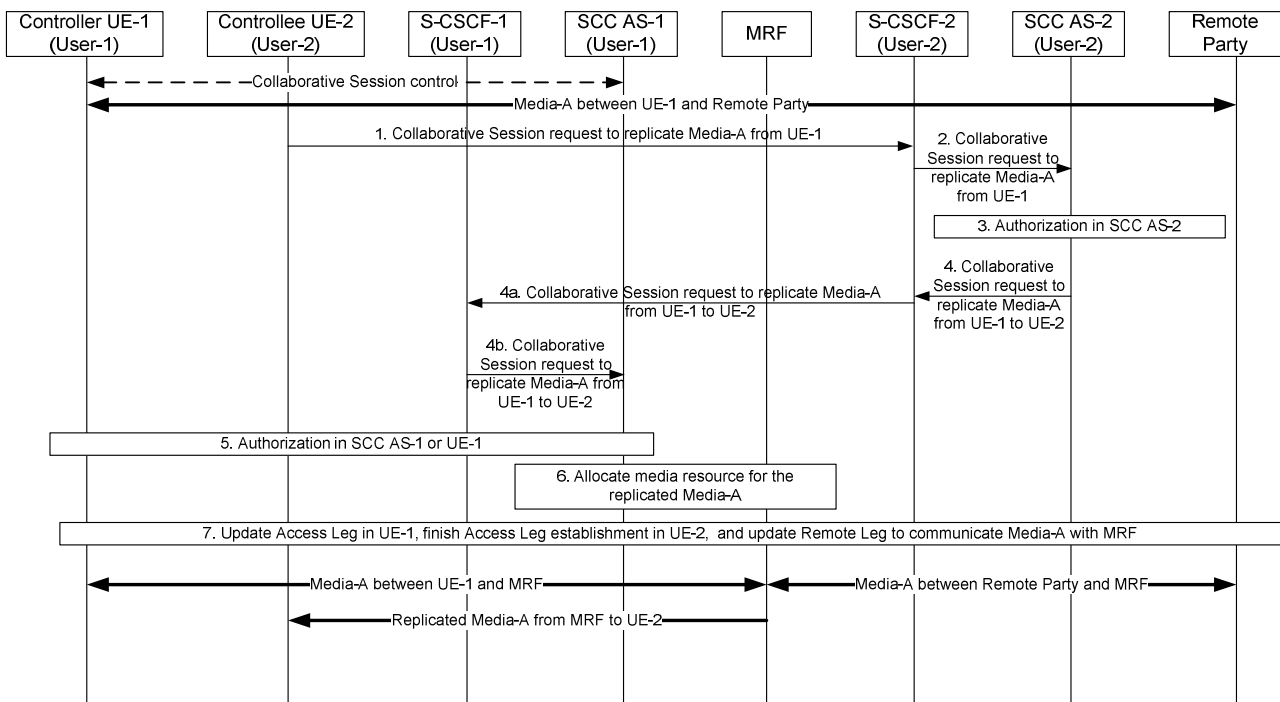 Controller UE-1
(User-1)
Controllee UE-2
(User-2)
S-CSCF-1
(User-1)
SCC AS-1
(User-1)
MRF
S-CSCF-2
(User-2)
SCC AS-2
(User-2)
Remote
Party
Collaborative Session control
Media-A between UE-1 and Remote Party
1. Collaborative Session request to replicate Media-A from UE-1
2. Collaborative
Session request to
replicate Media-A
from UE-1
3. Authorization in SCC AS-2
4. Collaborative
Session request to
replicate Media-A
from UE-1 to UE-2
4a. Collaborative Session request to replicate Media-A
from UE-1 to UE-2
4b. Collaborative
Session request to
replicate Media-A from
UE-1 to UE-2
5. Authorization in SCC AS-1 or UE-1
6. Allocate media resource for the
replicated Media-A
7. Update Access Leg in UE-1, finish Access Leg establishment in UE-2, and update Remote Leg to communicate Media-A with MRF
Media-A between UE-1 and MRF
Media-A between Remote Party and MRF
Replicated Media-A from MRF to UE-2